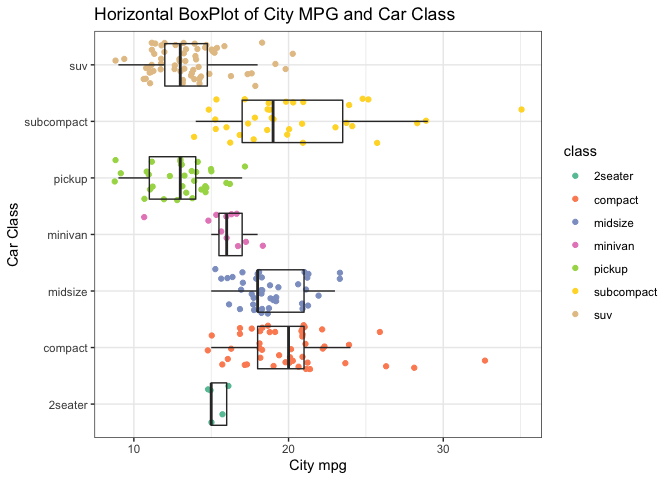 Horizontal BoxPlot of City MPG and Car Class
suv
subcompact
pickup
minivan
midsize
compact
2seater
Car Class
10 20 30
City mpg
class
2seater
compact
midsize
minivan
pickup
subcompact
suv